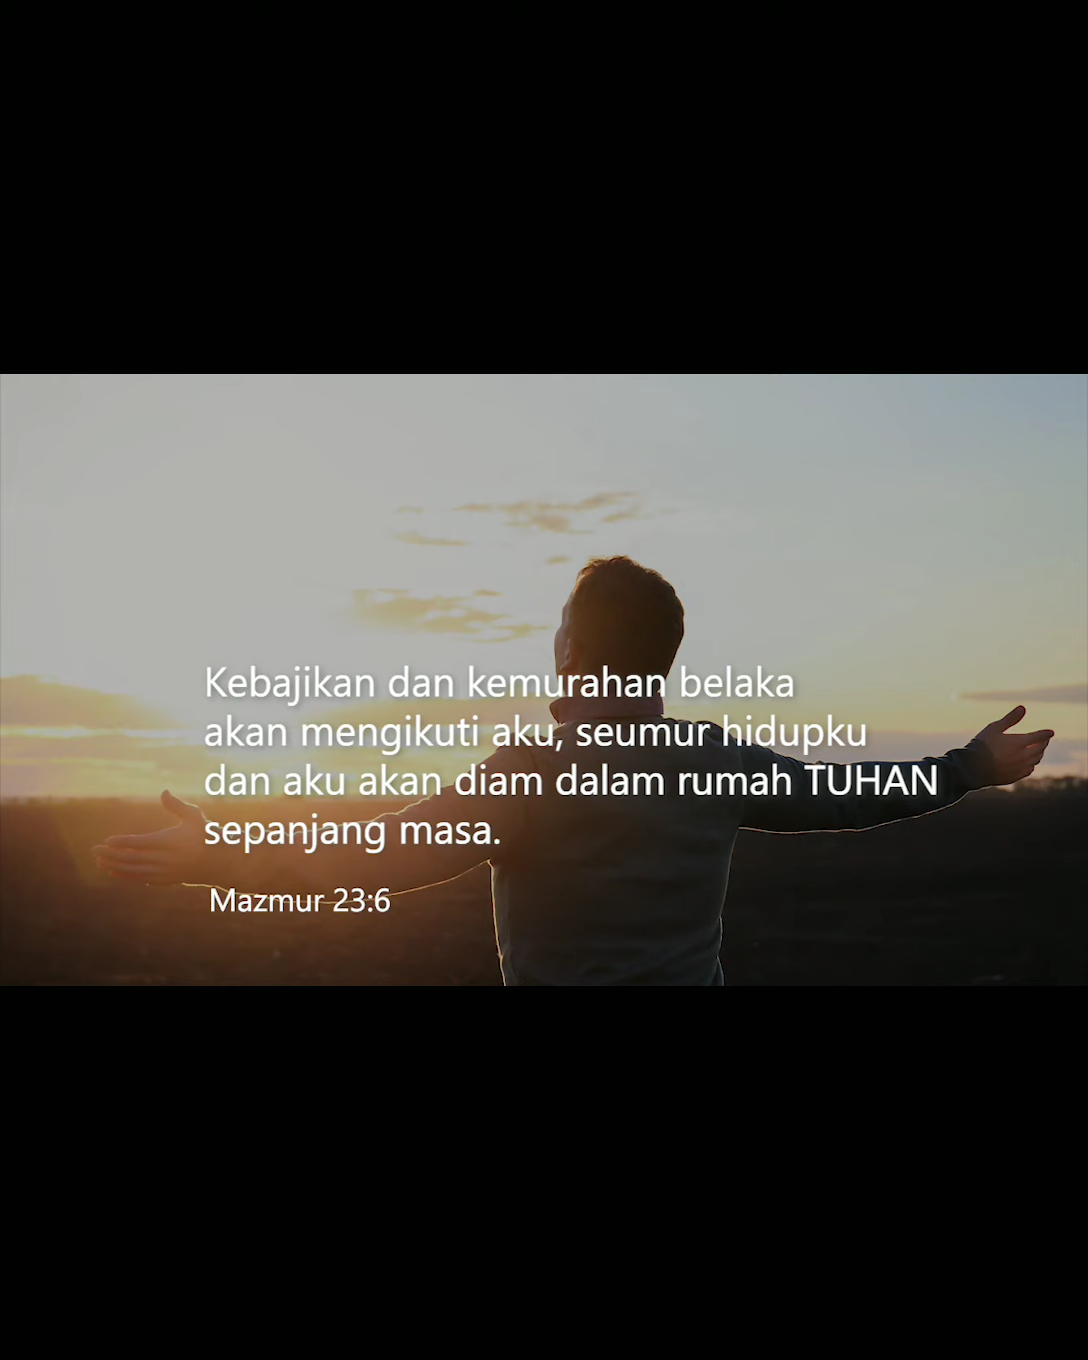 Kebajikan dan kemurahan belaka
akan mengikuti aku, seumur hidupku
dan aku akan diam dalam rumah TUHAN
sepanjang masa.
Mazmur 23:6